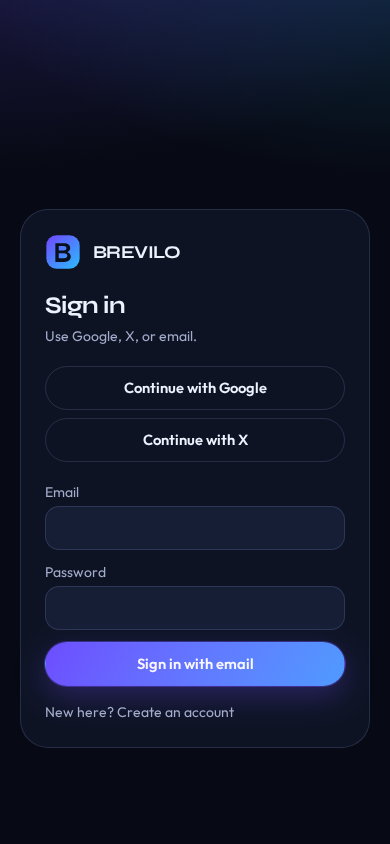 B BREVILO
Sign in
Use Google, X, or email.
Continue with Google
Continue with X
Email
Password
Sign in with email
New here? Create an account